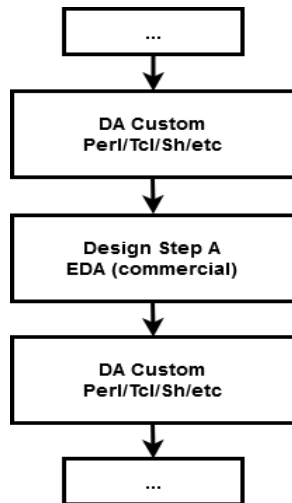 ...
DA Custom
Perl/Tcl/Sh/etc
Design Step A
EDA (commercial)
DA Custom
Perl/Tcl/Sh/etc
...